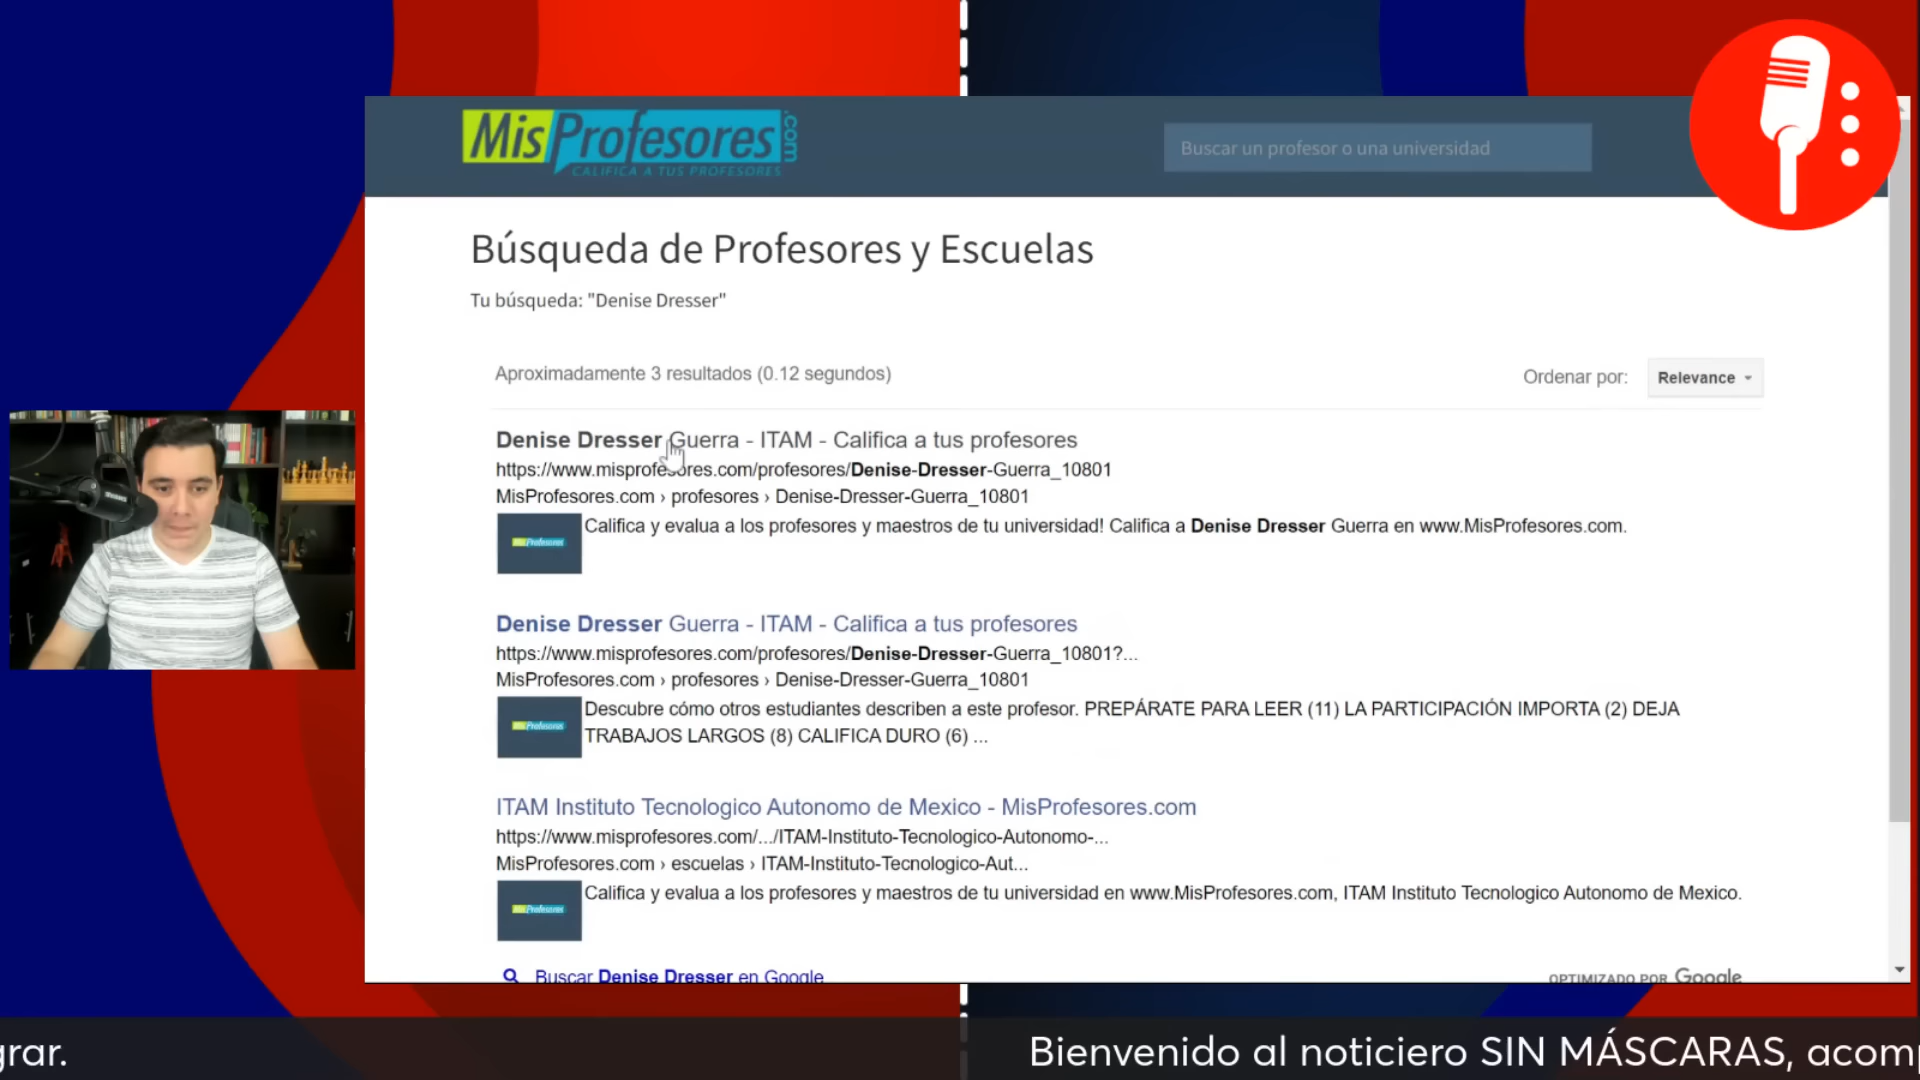 MisProfesores.com
CALIFICA A TUS PROFESORES
Buscar un profesor o una universidad
Búsqueda de Profesores y Escuelas
Tu búsqueda: "Denise Dresser"
Aproximadamente 3 resultados (0.12 segundos)
Ordenar por: Relevance
Denise Dresser Guerra - ITAM - Califica a tus profesores
https://www.misprofesores.com/profesores/Denise-Dresser-Guerra_10801
MisProfesores.com › profesores › Denise-Dresser-Guerra_10801
MisProfesores
Califica y evalua a los profesores y maestros de tu universidad! Califica a Denise Dresser Guerra en www.MisProfesores.com.
Denise Dresser Guerra - ITAM - Califica a tus profesores
https://www.misprofesores.com/profesores/Denise-Dresser-Guerra_10801?...
MisProfesores.com › profesores › Denise-Dresser-Guerra_10801
Descubre cómo otros estudiantes describen a este profesor. PREPÁRATE PARA LEER (11) LA PARTICIPACIÓN IMPORTA (2) DEJA
MisProfesores
TRABAJOS LARGOS (8) CALIFICA DURO (6) ...
ITAM Instituto Tecnologico Autonomo de Mexico - MisProfesores.com
https://www.misprofesores.com/.../ITAM-Instituto-Tecnologico-Autonomo-...
MisProfesores.com › escuelas › ITAM-Instituto-Tecnologico-Aut...
MisProfesores
Califica y evalua a los profesores y maestros de tu universidad en www.MisProfesores.com, ITAM Instituto Tecnologico Autonomo de Mexico.
Buscar Denise Dresser en Google
OPTIMIZADO POR Google
grar.
Bienvenido al noticiero SIN MÁSCARAS, acomp